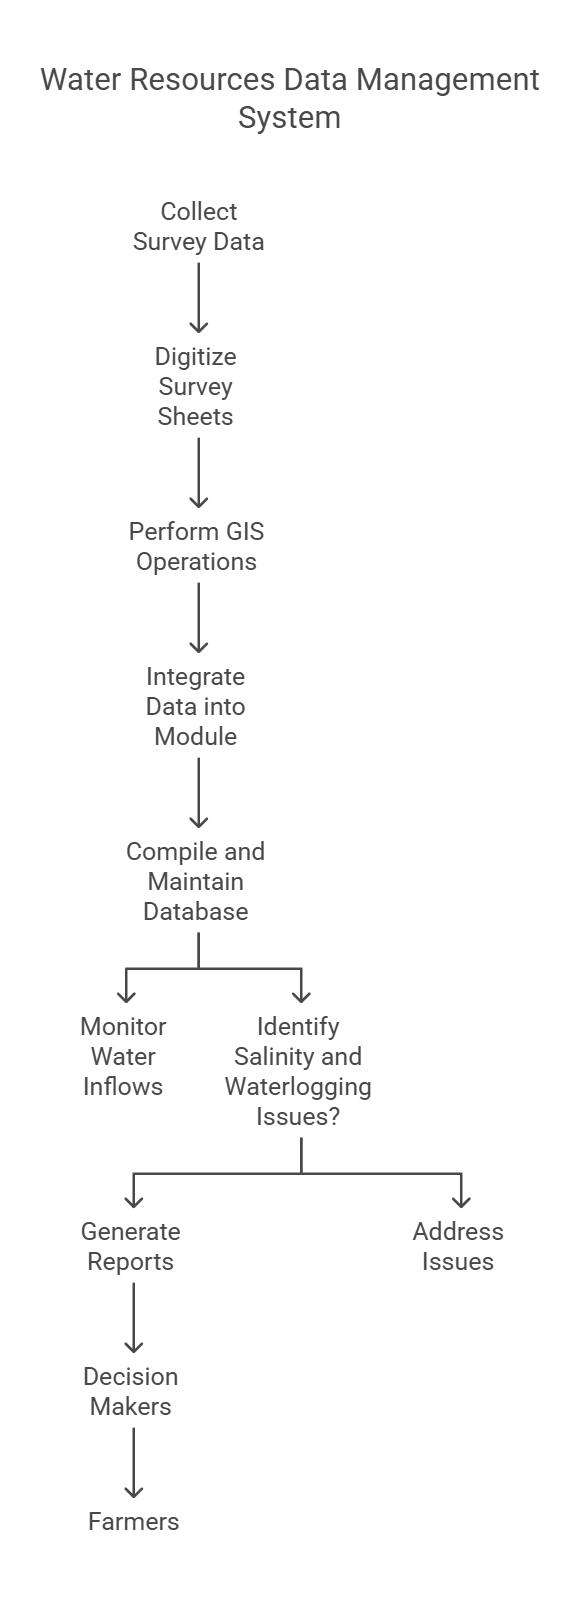 Water Resources Data Management
System
Collect
Survey Data
Digitize
Survey
Sheets
Perform GIS
Operations
Integrate
Data into
Module
Compile and
Maintain
Database
Monitor
Water
Inflows
Identify
Salinity and
Waterlogging
Issues?
Generate
Reports
Address
Issues
Decision
Makers
Farmers